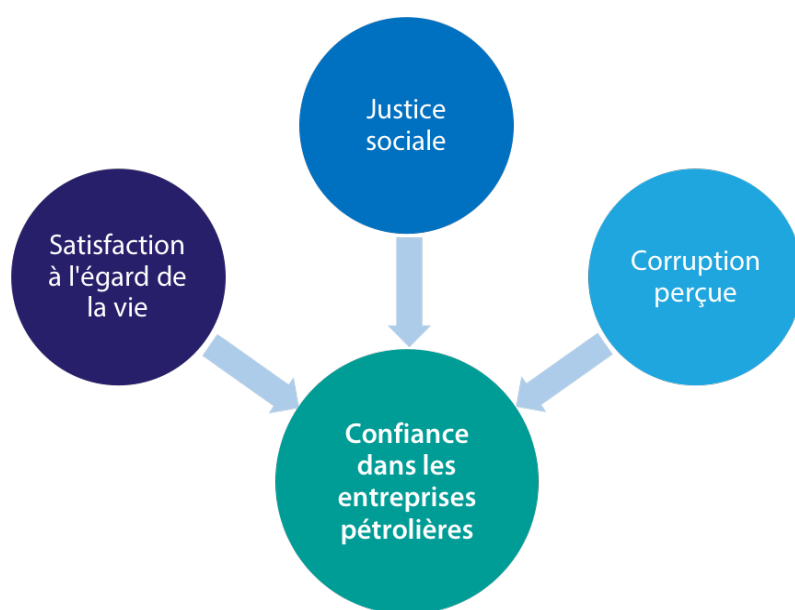 Justice
sociale
Satisfaction
à l'égard de
la vie
Corruption
perçue
Confiance
dans les
entreprises
pétrolières